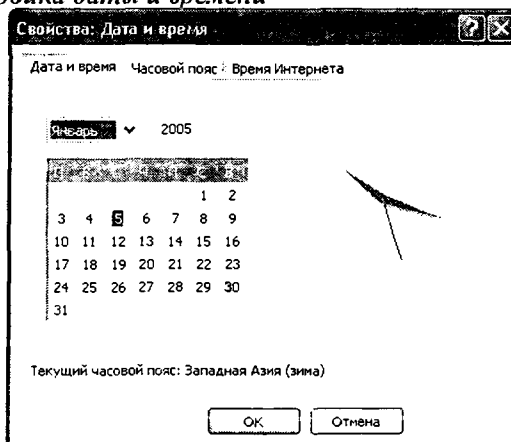 дата и времени
Свойства: Дата и время
Дата и время Часовой пояс Время Интернета
Январь 2005
1 2
3 4 5 6 7 8 9
10 11 12 13 14 15 16
17 18 19 20 21 22 23
24 25 26 27 28 29 30
31
Текущий часовой пояс: Западная Азия (зима)
OK Отмена